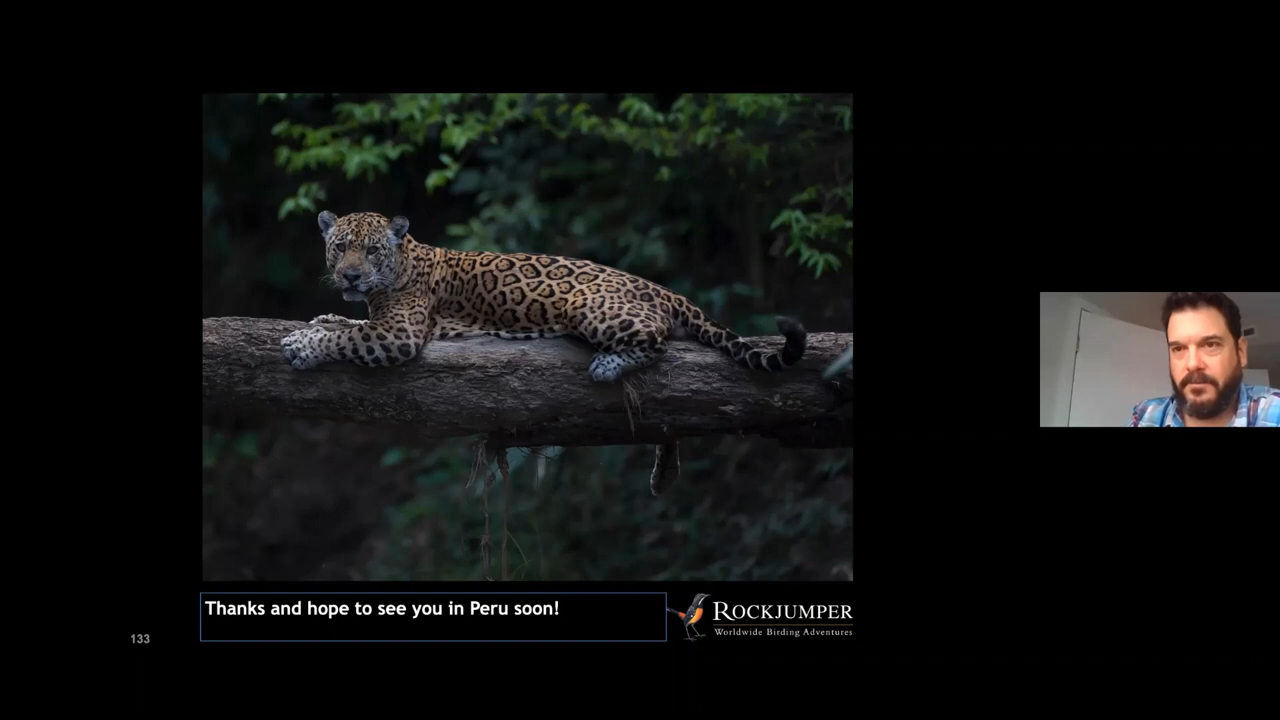 Thanks and hope to see you in Peru soon!
ROCKJUMPER
Worldwide Birding Adventures
133